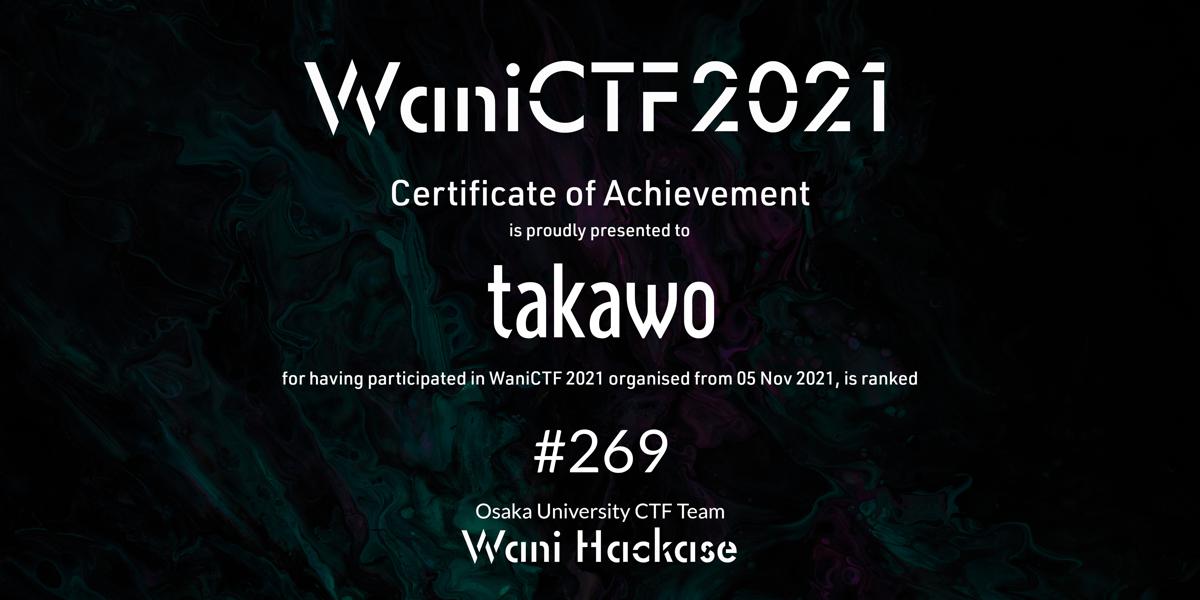 WaniCTF2021
Certificate of Achievement
is proudly presented to
takawo
for having participated in WaniCTF 2021 organised from 05 Nov 2021, is ranked
#269
Osaka University CTF Team
Wani Hackase